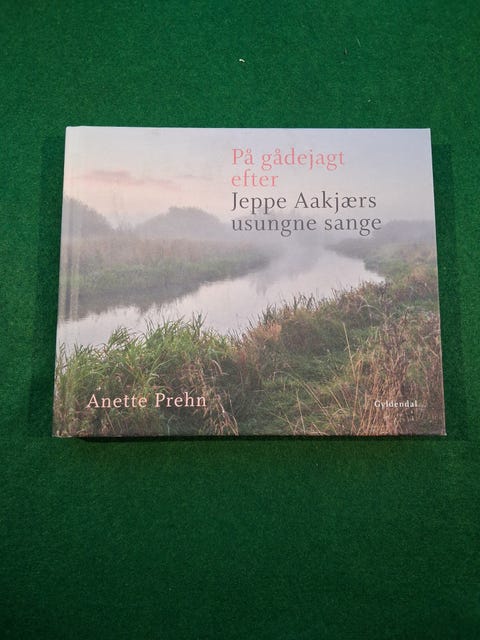 På gådejagt
efter
Jeppe Aakjærs
usungne sange
Anette Prehn
Gyldendal